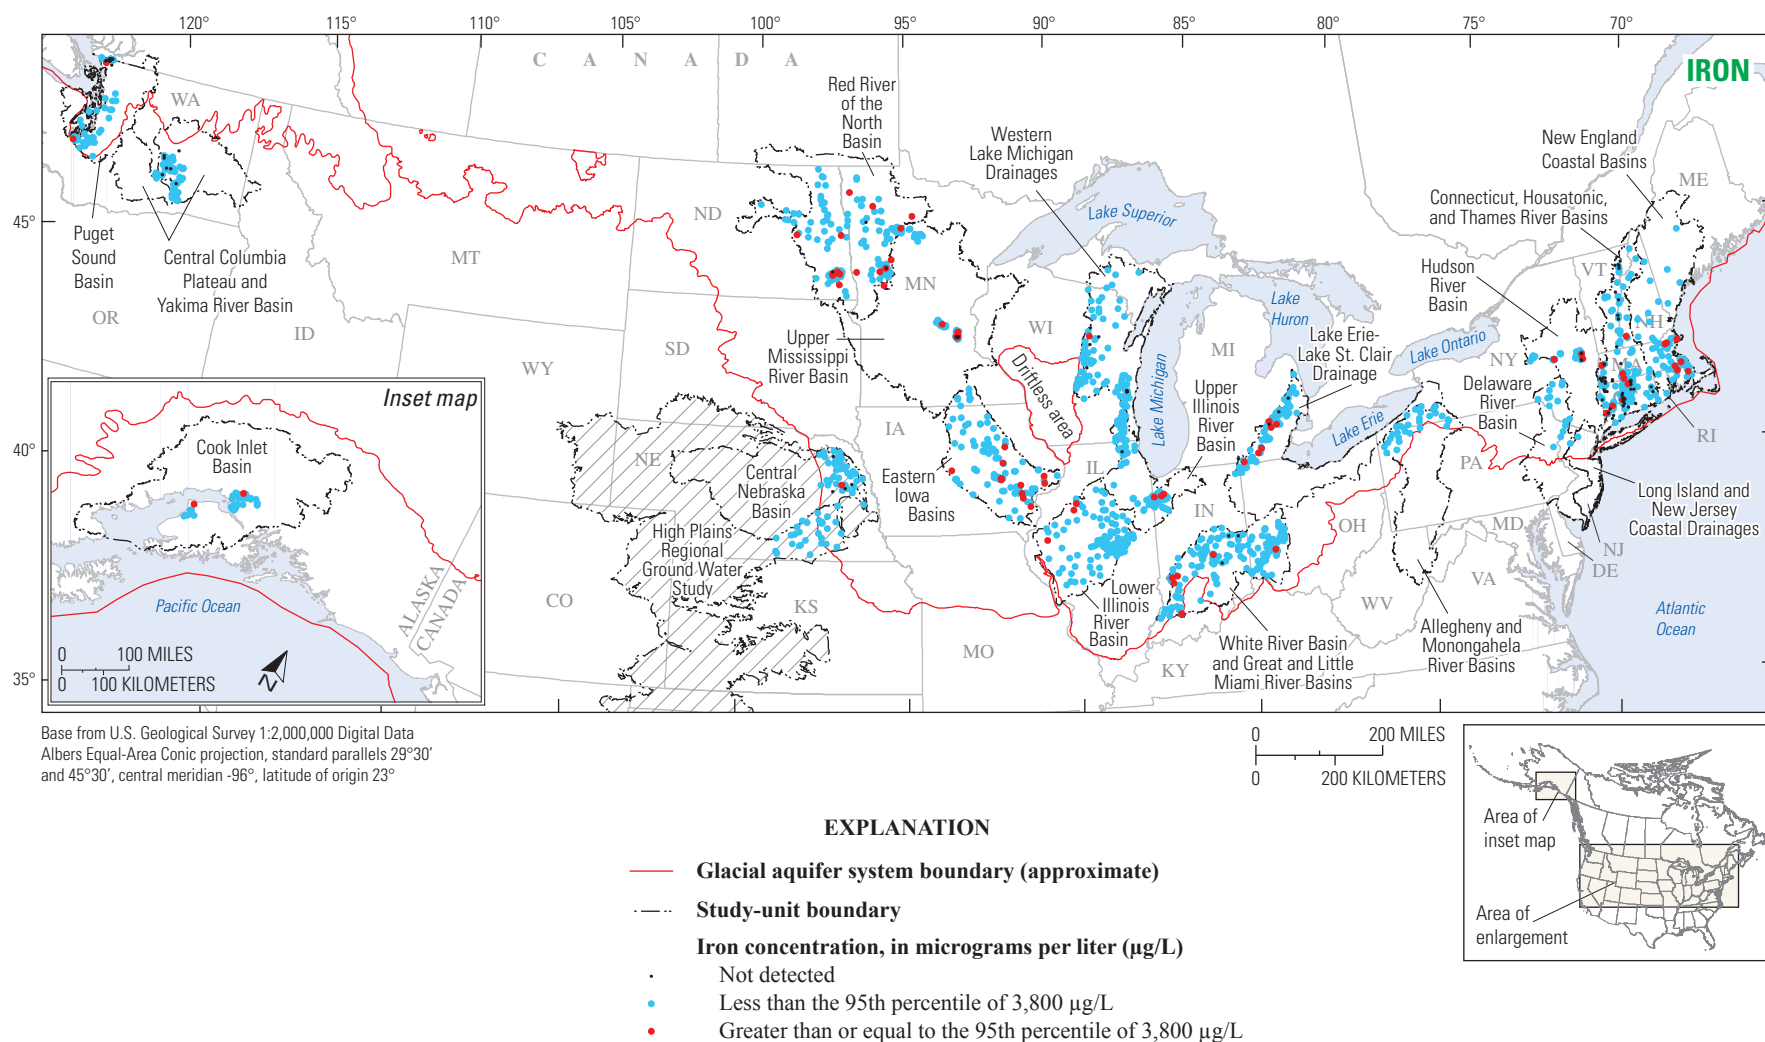 120°
115°
110°
105°
100°
95°
90°
85°
80°
75°
70°
45°
40°
35°
IRON
C A N A D A
WA
OR
ID
MT
WY
ND
SD
NE
CO
KS
MN
IA
MO
WI
IL
MI
IN
OH
KY
WV
VA
PA
NY
MD
DE
NJ
RI
VT
NH
MA
ME
Puget
Sound
Basin
Central Columbia
Plateau and
Yakima River Basin
Red River
of the
North
Basin
Western
Lake Michigan
Drainages
Lake Superior
Lake
Huron
Lake Michigan
Lake Erie
Lake Ontario
New England
Coastal Basins
Connecticut, Housatonic,
and Thames River Basins
Hudson
River
Basin
Upper
Mississippi
River Basin
Driftless area
Lake Erie-
Lake St. Clair
Drainage
Upper
Illinois
River
Basin
Delaware
River
Basin
Long Island and
New Jersey
Coastal Drainages
Eastern
Iowa
Basins
Central
Nebraska
Basin
High Plains
Regional
Ground Water
Study
Lower
Illinois
River
Basin
White River Basin
and Great and Little
Miami River Basins
Allegheny and
Monongahela
River Basins
Atlantic
Ocean
Inset map
Cook Inlet
Basin
Pacific Ocean
ALASKA
CANADA
0 100 MILES
0 100 KILOMETERS
N
Base from U.S. Geological Survey 1:2,000,000 Digital Data
Albers Equal-Area Conic projection, standard parallels 29°30′
and 45°30′, central meridian -96°, latitude of origin 23°
0 200 MILES
0 200 KILOMETERS
Area of
inset map
Area of
enlargement
EXPLANATION
Glacial aquifer system boundary (approximate)
Study-unit boundary
Iron concentration, in micrograms per liter (µg/L)
Not detected
Less than the 95th percentile of 3,800 µg/L
Greater than or equal to the 95th percentile of 3,800 µg/L